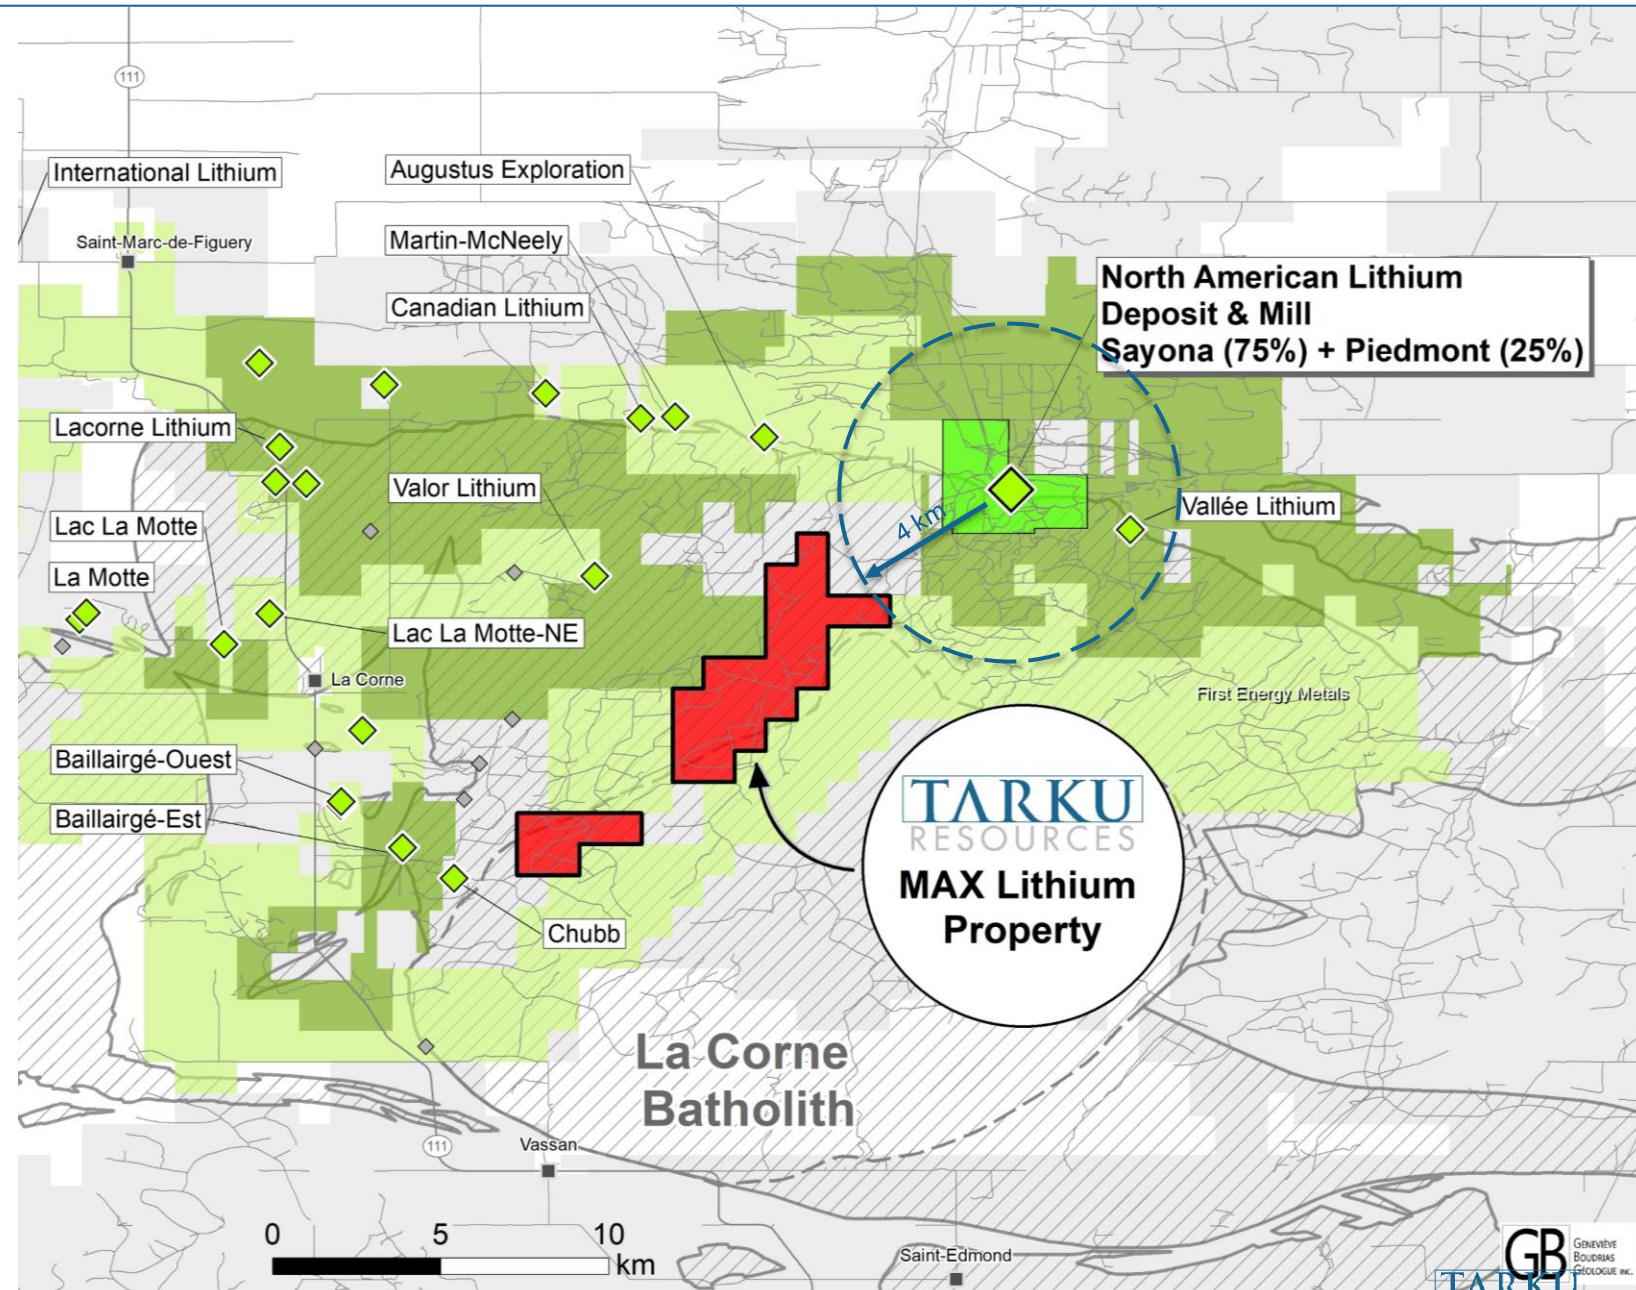 111
International Lithium
Augustus Exploration
Saint-Marc-de-Figuery
Martin-McNeely
Canadian Lithium
North American Lithium
Deposit & Mill
Sayona (75%) + Piedmont (25%)
Lacorne Lithium
Valor Lithium
Vallée Lithium
4 km
Lac La Motte
La Motte
Lac La Motte-NE
La Corne
First Energy Metals
Baillairgé-Ouest
Baillairgé-Est
TARKU
RESOURCES
MAX Lithium
Property
Chubb
La Corne
Batholith
111
Vassan
0 5 10
km
Saint-Edmond
GB
GENEVIÈVE
BOUDRIAS
GÉOLOGUE INC.
TARKU